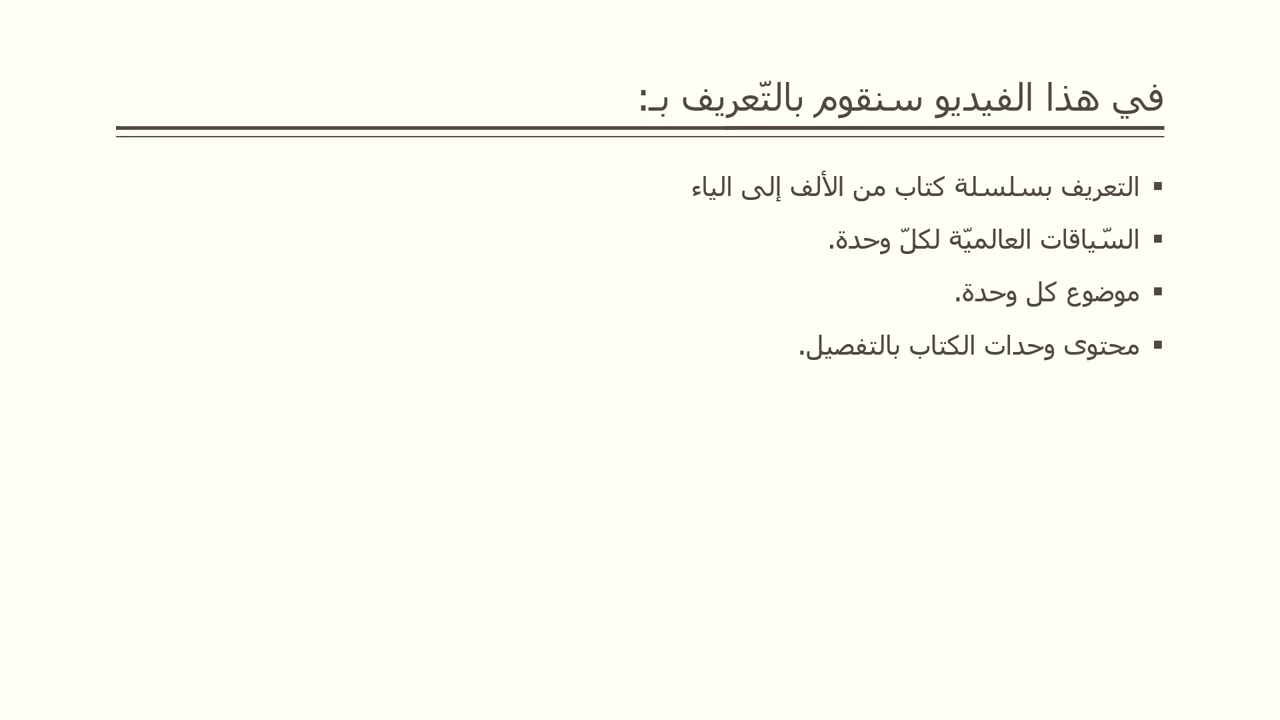 في هذا الفيديو سنقوم بالتّعريف بـ:
▪ التعريف بسلسلة كتاب من الألف إلى الياء
▪ السّياقات العالميّة لكلّ وحدة.
▪ موضوع كل وحدة.
▪ محتوى وحدات الكتاب بالتفصيل.